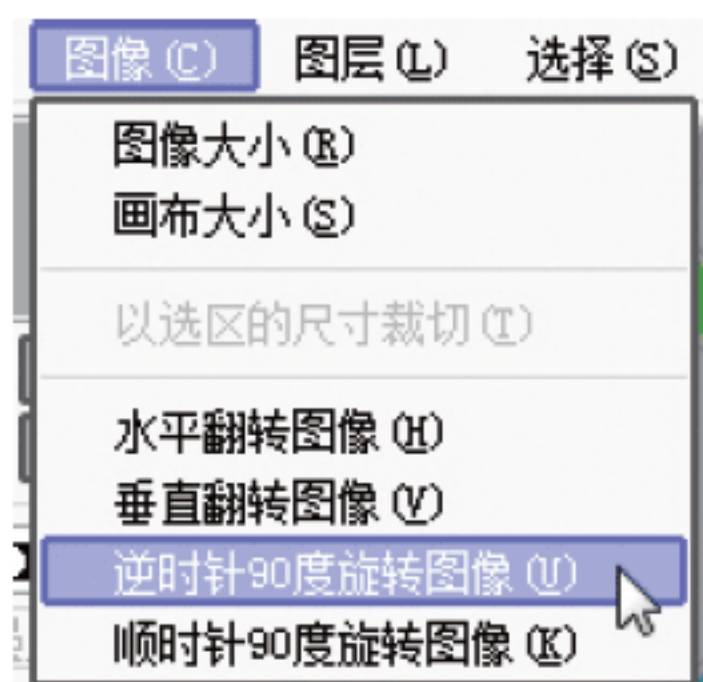 图像(C) 图层(L) 选择(S)
图像大小(R)
画布大小(S)
以选区的尺寸裁切(T)
水平翻转图像(H)
垂直翻转图像(V)
逆时针90度旋转图像(U)
顺时针90度旋转图像(K)